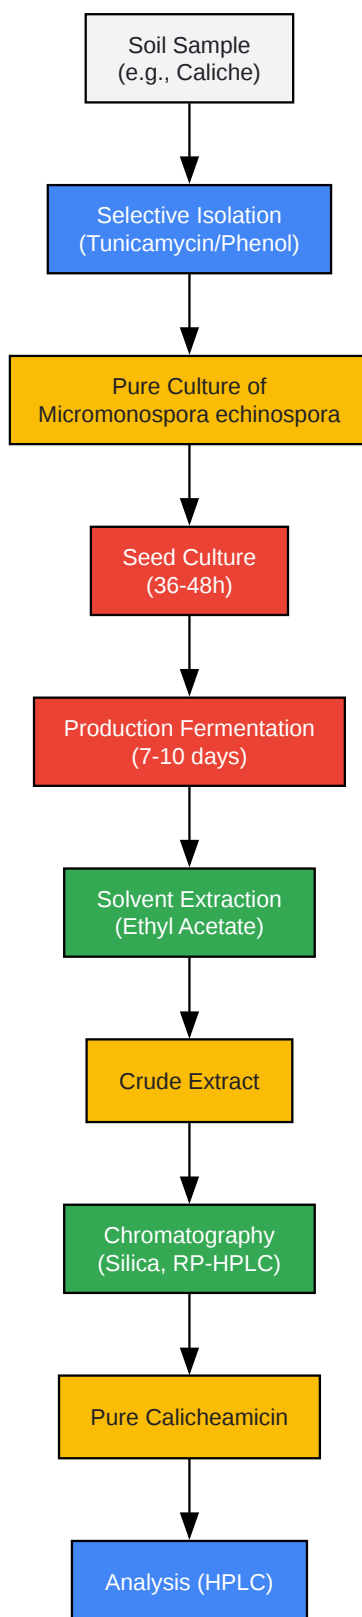 Soil Sample
(e.g., Caliche)
Selective Isolation
(Tunicamycin/Phenol)
Pure Culture of
Micromonospora echinospora
Seed Culture
(36-48h)
Production Fermentation
(7-10 days)
Solvent Extraction
(Ethyl Acetate)
Crude Extract
Chromatography
(Silica, RP-HPLC)
Pure Calicheamicin
Analysis (HPLC)